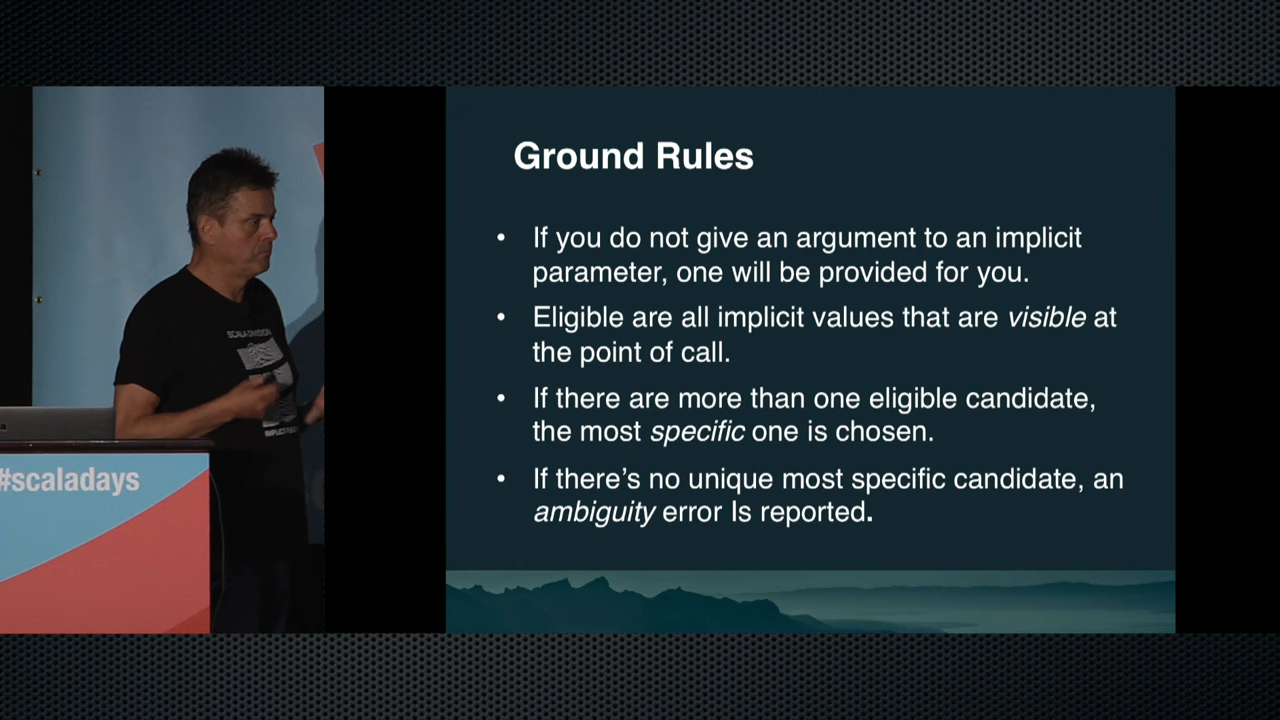 Ground Rules
• If you do not give an argument to an implicit
parameter, one will be provided for you.
• Eligible are all implicit values that are visible at
the point of call.
• If there are more than one eligible candidate,
the most specific one is chosen.
• If there’s no unique most specific candidate, an
ambiguity error Is reported.
SCALA DIVISION
#scaladays